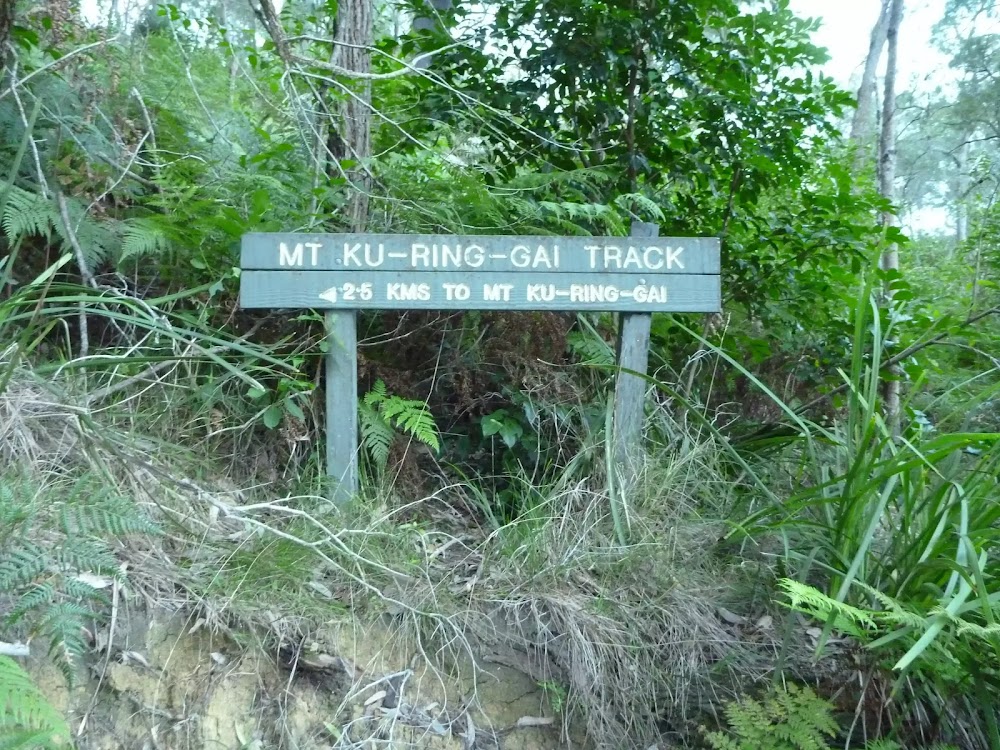 MT KU-RING-GAI TRACK
2·5 KMS TO MT KU-RING-GAI